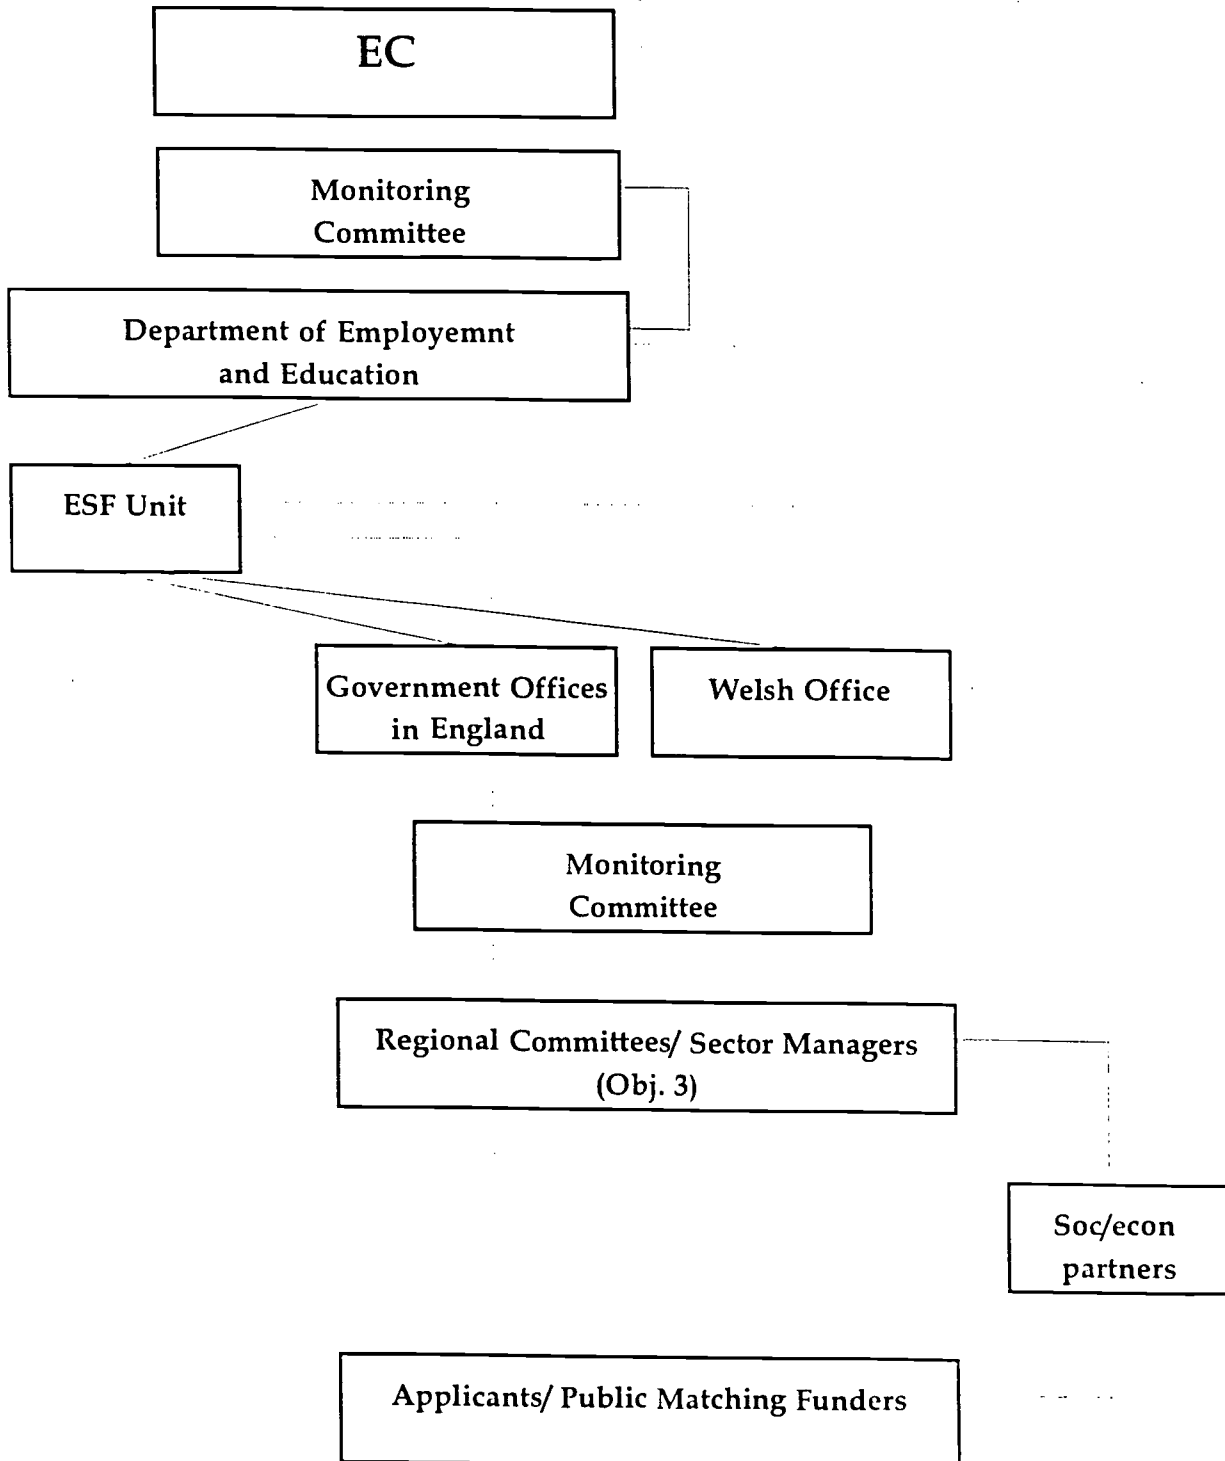 EC
Monitoring
Committee
Department of Employemnt
and Education
ESF Unit
Government Offices
in England
Welsh Office
Monitoring
Committee
Regional Committees/ Sector Managers
(Obj. 3)
Soc/econ
partners
Applicants/ Public Matching Funders